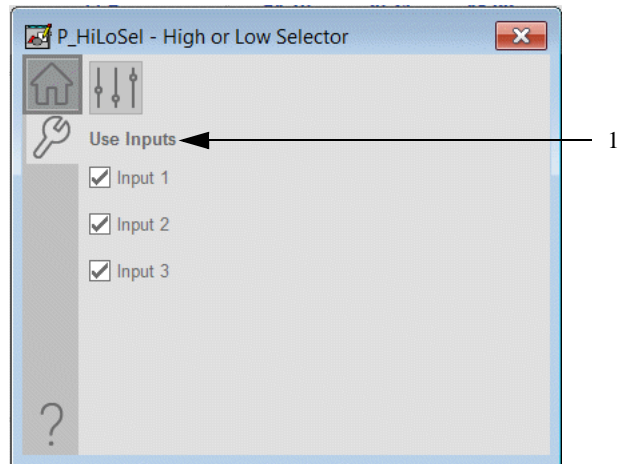 P_HiLoSel - High or Low Selector
Use Inputs
1
Input 1
Input 2
Input 3
?